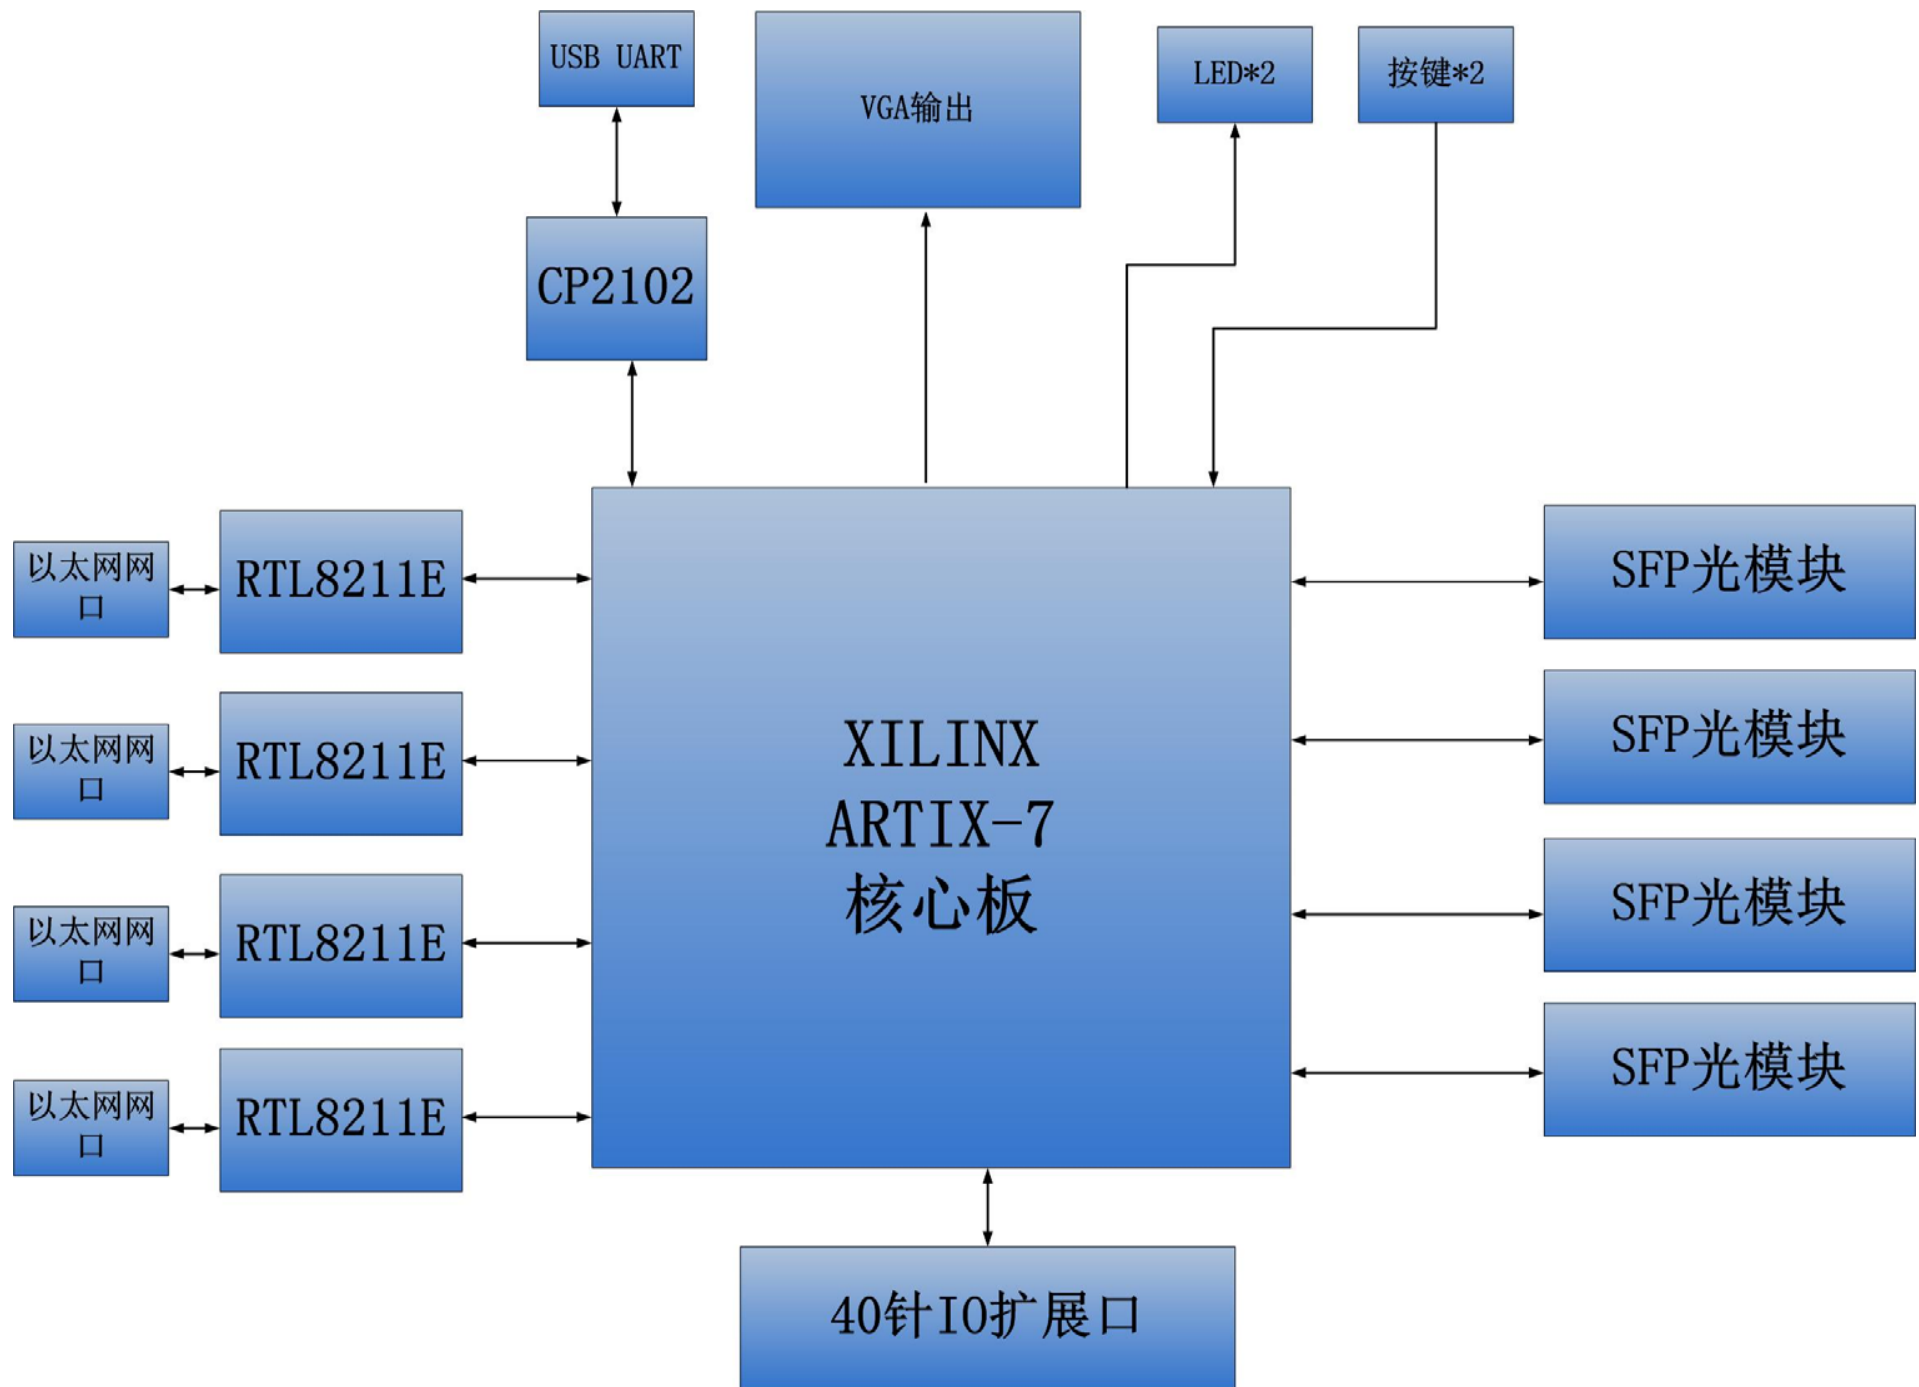 USB UART
VGA输出
LED*2
按键*2
CP2102
以太网网
口
RTL8211E
SFP光模块
以太网网
口
RTL8211E
XILINX
ARTIX-7
核心板
SFP光模块
以太网网
口
RTL8211E
SFP光模块
以太网网
口
RTL8211E
SFP光模块
40针IO扩展口